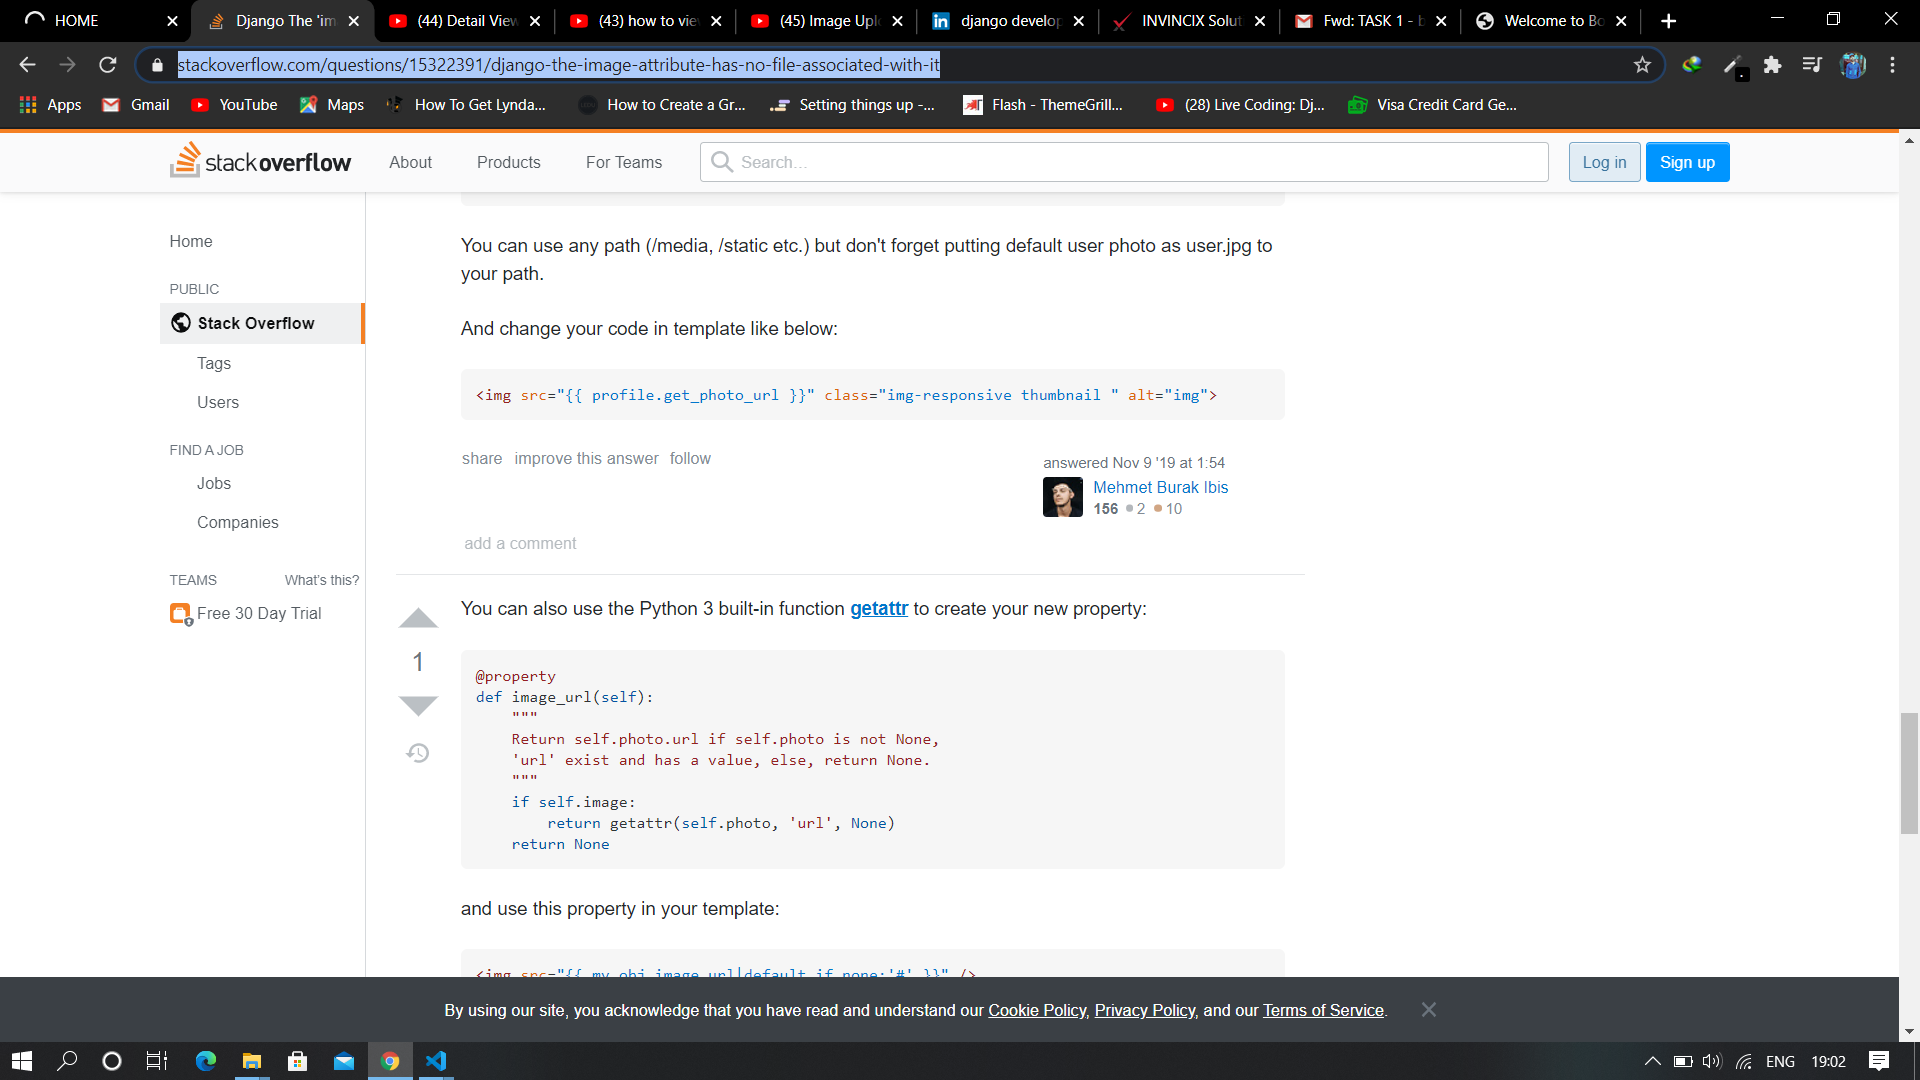 HOME
Django The 'im
(44) Detail View
(43) how to vie
(45) Image Upl
django develop
INVINCIX Solut
Fwd: TASK 1 - b
Welcome to Bo
stackoverflow.com/questions/15322391/django-the-image-attribute-has-no-file-associated-with-it
Apps
Gmail
YouTube
Maps
How To Get Lynda...
How to Create a Gr...
Setting things up -...
Flash - ThemeGrill...
(28) Live Coding: Dj...
Visa Credit Card Ge...
stackoverflow
About
Products
For Teams
Search...
Log in
Sign up
Home
PUBLIC
Stack Overflow
Tags
Users
FIND A JOB
Jobs
Companies
TEAMS
What's this?
Free 30 Day Trial
You can use any path (/media, /static etc.) but don't forget putting default user photo as user.jpg to
your path.
And change your code in template like below:
<img src="{{ profile.get_photo_url }}" class="img-responsive thumbnail " alt="img">
share improve this answer follow
answered Nov 9 '19 at 1:54
Mehmet Burak Ibis
156 2 10
add a comment
1
You can also use the Python 3 built-in function getattr to create your new property:
@property
def image_url(self):
"""
Return self.photo.url if self.photo is not None,
'url' exist and has a value, else, return None.
"""
if self.image:
return getattr(self.photo, 'url', None)
return None
and use this property in your template:
<img src="{{ my_obj.image_url|default_if_none:'#' }}" />
By using our site, you acknowledge that you have read and understand our Cookie Policy, Privacy Policy, and our Terms of Service.
ENG
19:02